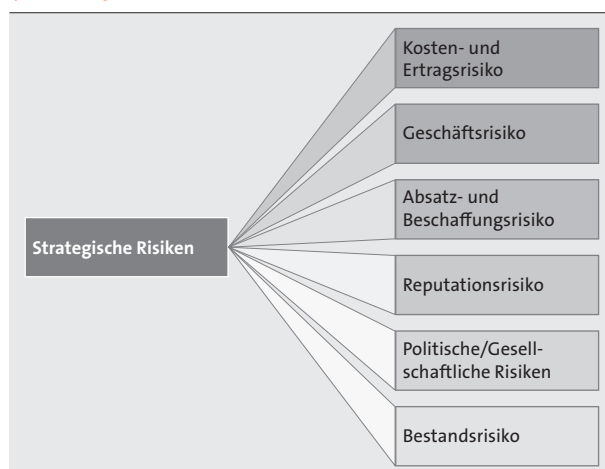 Kosten- und
Ertragsrisiko
Geschäftsrisiko
Absatz- und
Beschaffungsrisiko
Strategische Risiken
Reputationsrisiko
Politische/Gesell-
schaftliche Risiken
Bestandsrisiko